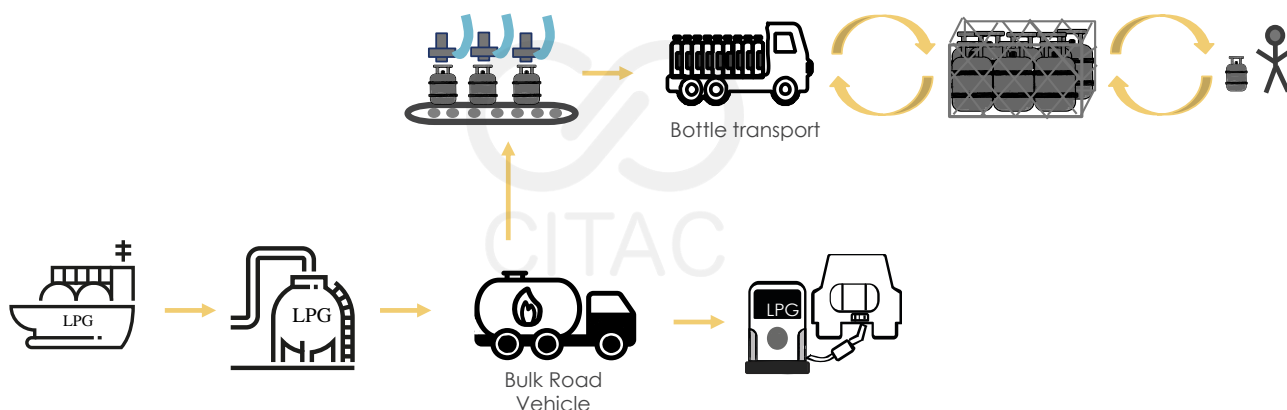 Bottle transport
CITAC
LPG
LPG
LPG
Bulk Road
Vehicle